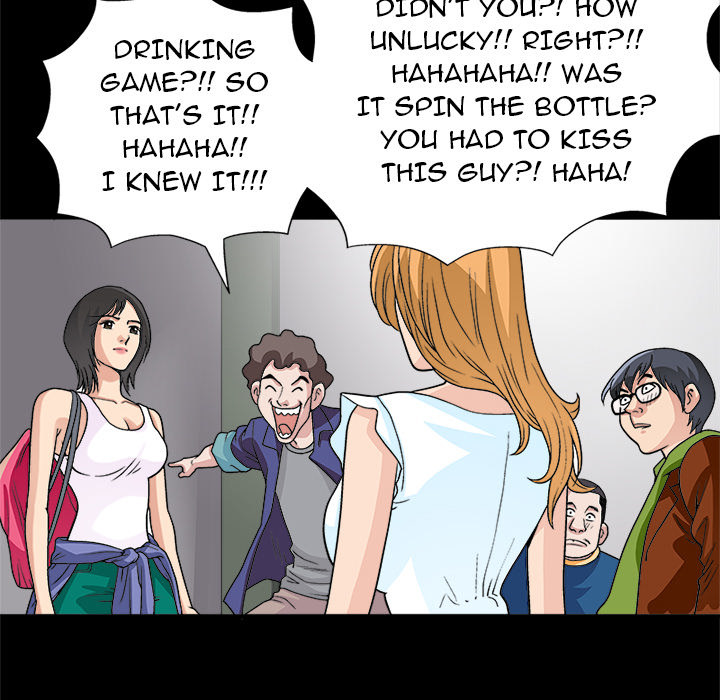 DRINKING
GAME?!! SO
THAT'S IT!!
HAHAHA!!
I KNEW IT!!!
DIDN'T YOU?! HOW
UNLUCKY!! RIGHT?!!
HAHAHAHA!! WAS
IT SPIN THE BOTTLE?
YOU HAD TO KISS
THIS GUY?! HAHA!